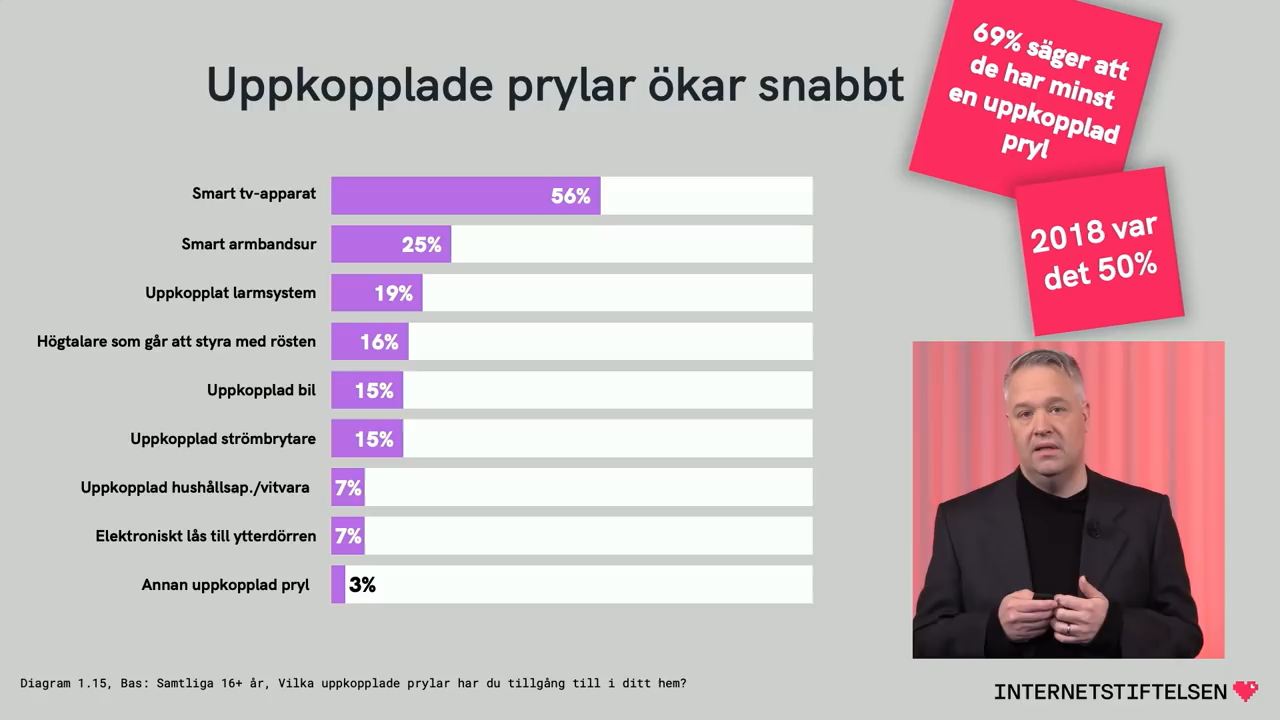 Uppkopplade prylar ökar snabbt
69% säger att
de har minst
en uppkopplad
pryl
2018 var
det 50%
Smart tv-apparat 56%
Smart armbandsur 25%
Uppkopplat larmsystem 19%
Högtalare som går att styra med rösten 16%
Uppkopplad bil 15%
Uppkopplad strömbrytare 15%
Uppkopplad hushållsap./vitvara 7%
Elektroniskt lås till ytterdörren 7%
Annan uppkopplad pryl 3%
Diagram 1.15, Bas: Samtliga 16+ år, Vilka uppkopplade prylar har du tillgång till i ditt hem?
INTERNETSTIFTELSEN